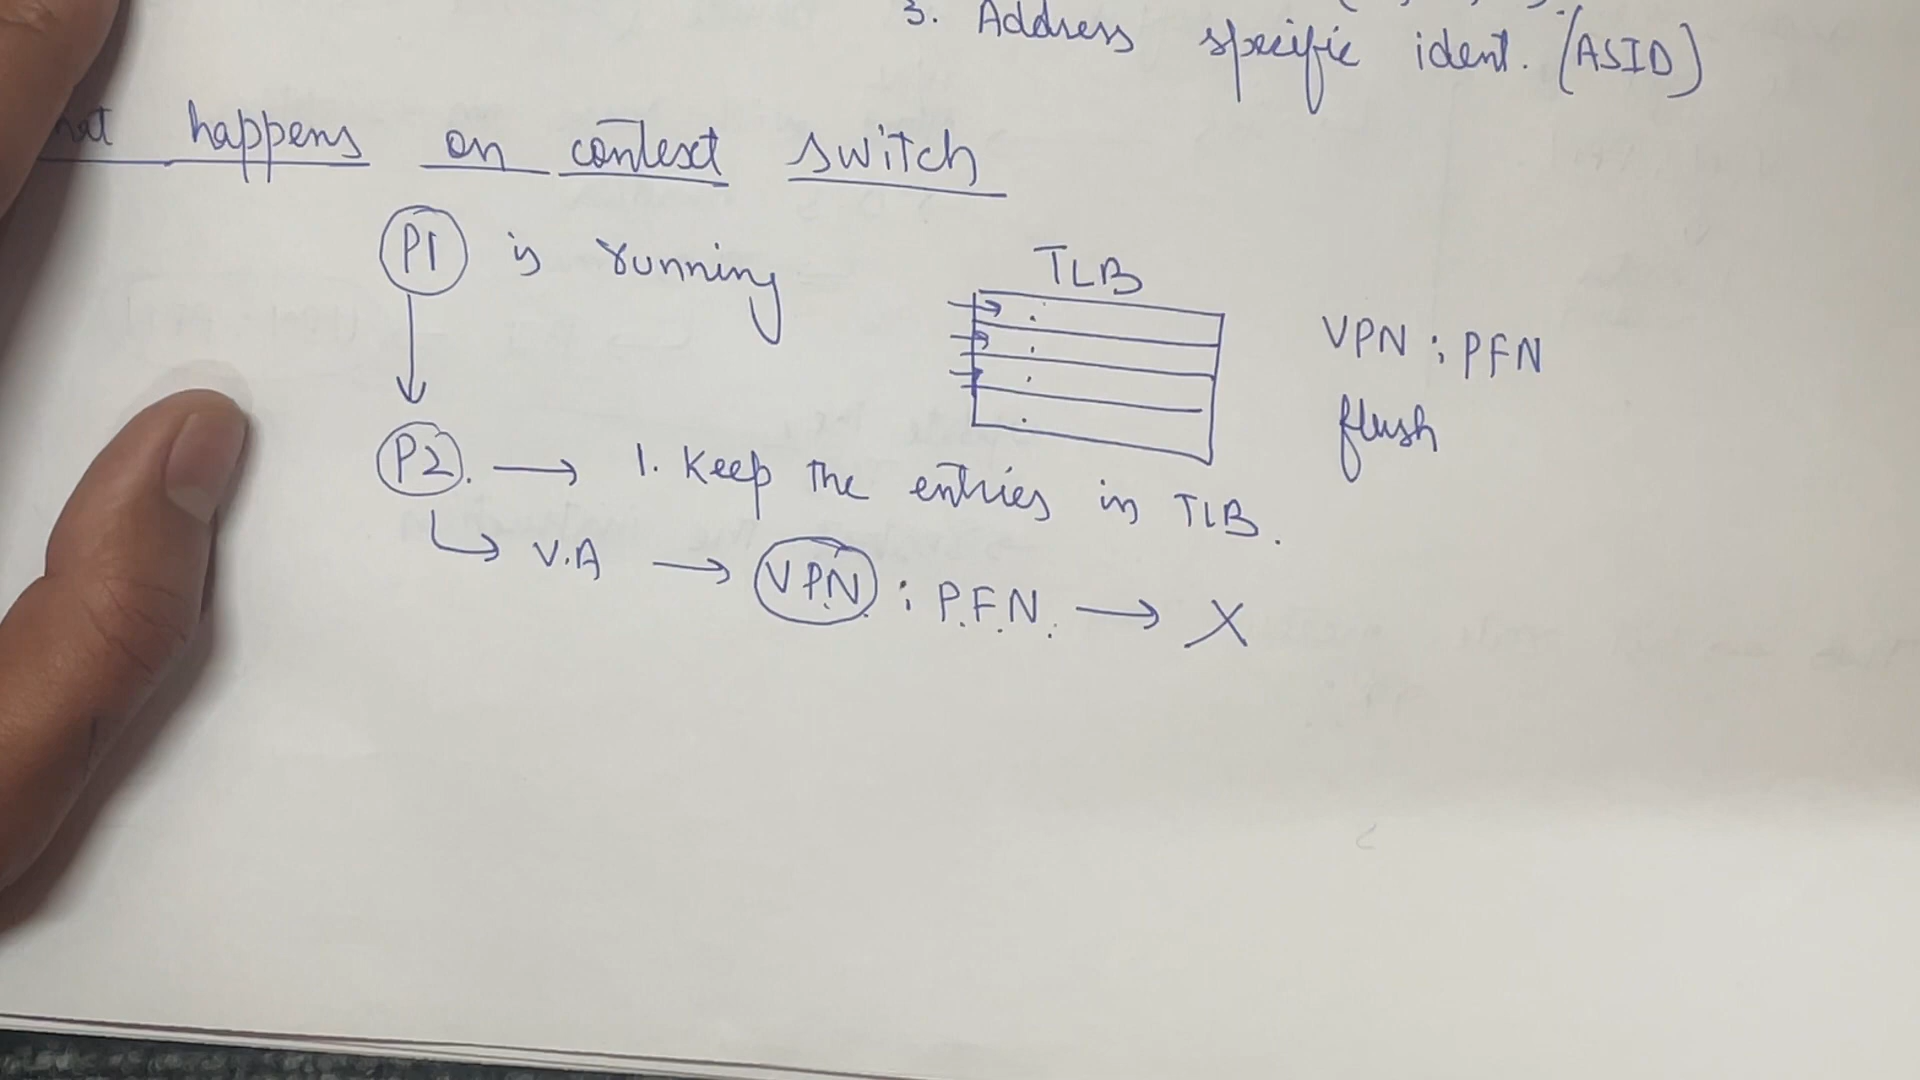 3. Address specific ident. (ASID)
happens on context switch
P1 is running
TLB
VPN ; PFN
flush
P2. → 1. Keep the entries in TLB.
↳ V.A → VPN : P.F.N. → X